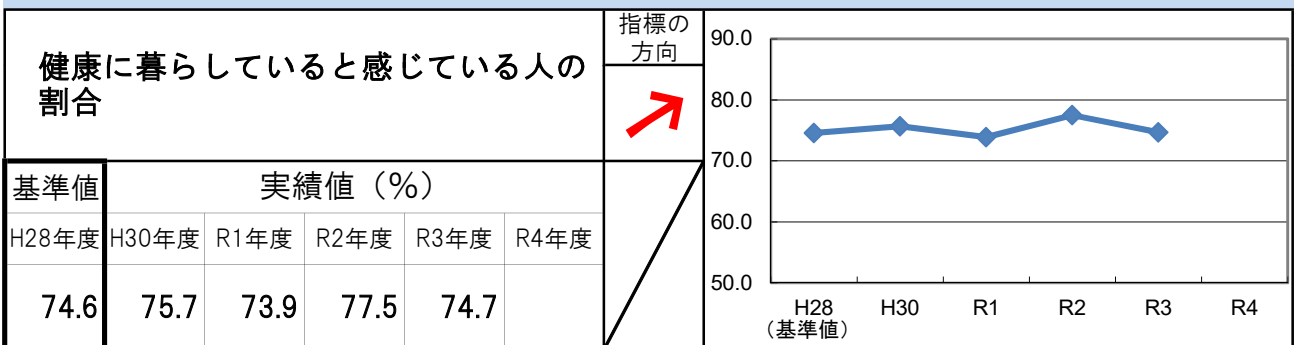 健康に暮らしていると感じている人の
割合
指標の
方向
基準値
実績値（％）
H28年度 H30年度 R1年度 R2年度 R3年度 R4年度
74.6 75.7 73.9 77.5 74.7
90.0
80.0
70.0
60.0
50.0
H28 H30 R1 R2 R3 R4
（基準値）